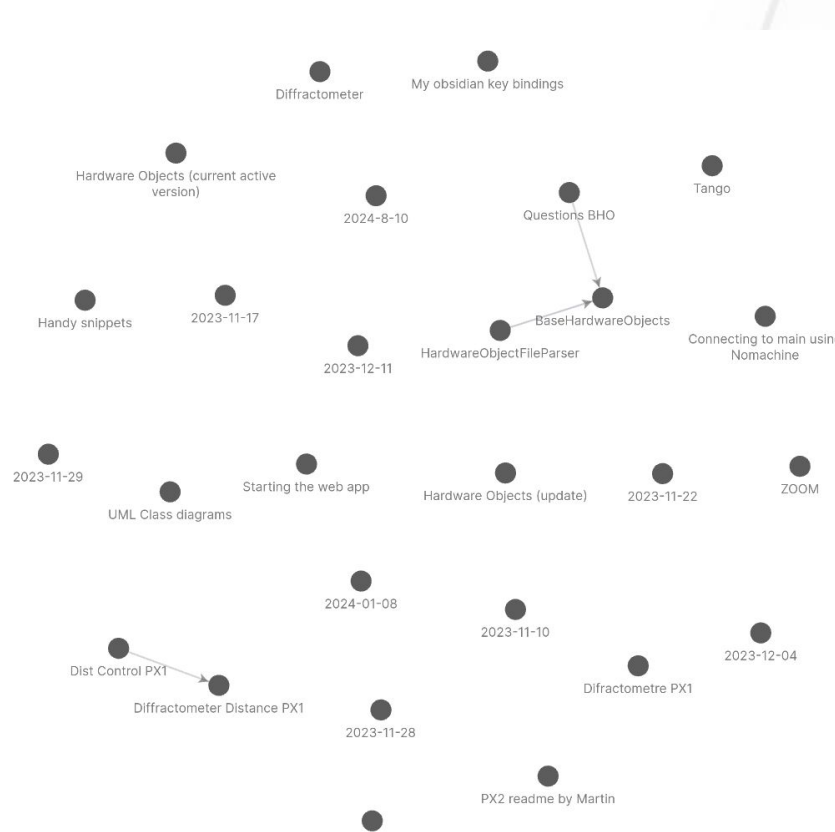 My obsidian key bindings
Diffractometer
Hardware Objects (current active
version)
Tango
2024-8-10
Questions BHO
Handy snippets
2023-11-17
BaseHardwareObjects
Connecting to main usin
Nomachine
HardwareObjectFileParser
2023-12-11
2023-11-29
Starting the web app
Hardware Objects (update)
2023-11-22
ZOOM
UML Class diagrams
2024-01-08
2023-11-10
2023-12-04
Dist Control PX1
Difractometre PX1
Diffractometer Distance PX1
2023-11-28
PX2 readme by Martin